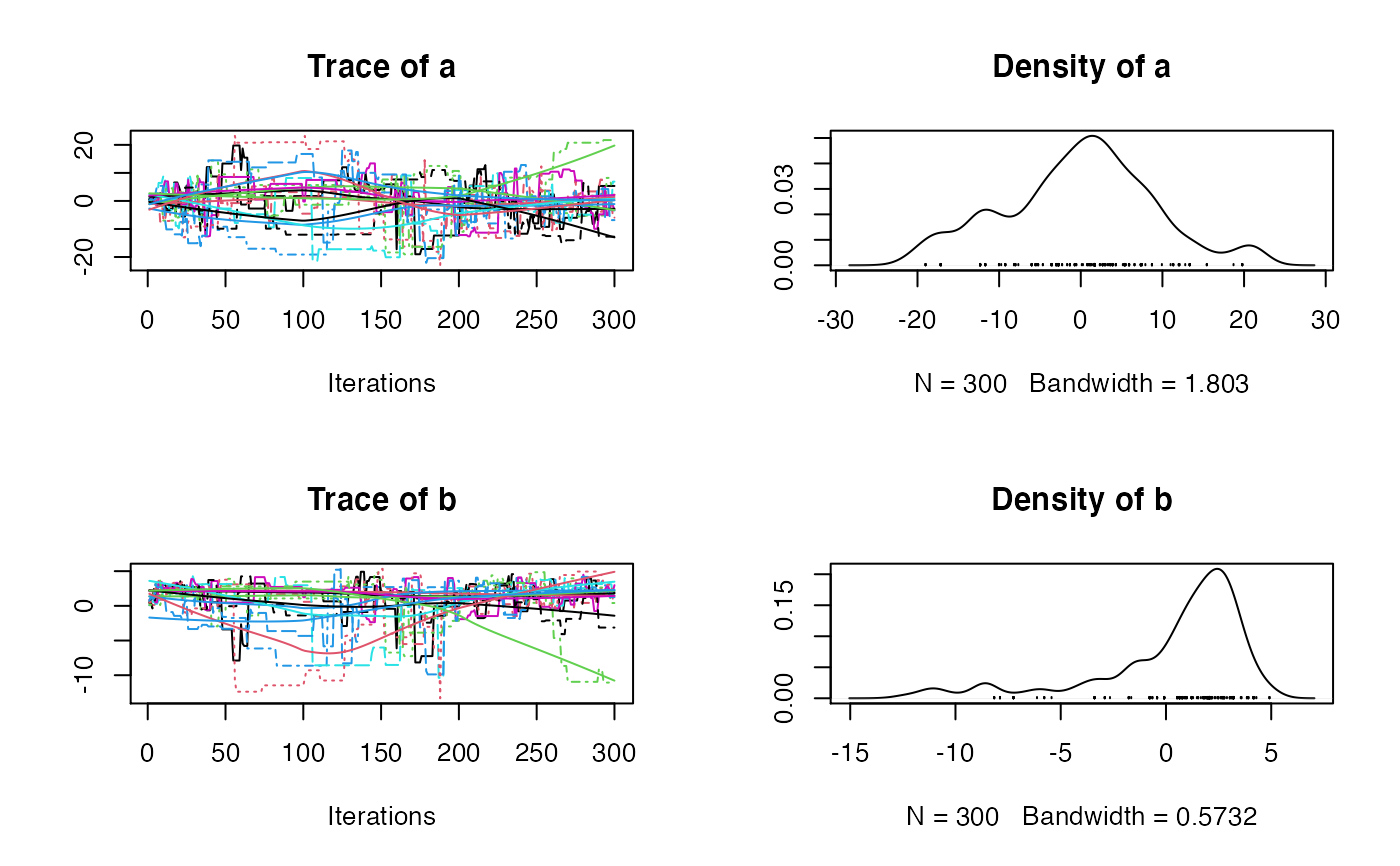 Trace of a
20
0
-20
0 50 100 150 200 250 300
Iterations
Density of a
0.03
0.00
-30 -20 -10 0 10 20 30
N = 300 Bandwidth = 1.803
Trace of b
0
-10
0 50 100 150 200 250 300
Iterations
Density of b
0.15
0.00
-15 -10 -5 0 5
N = 300 Bandwidth = 0.5732